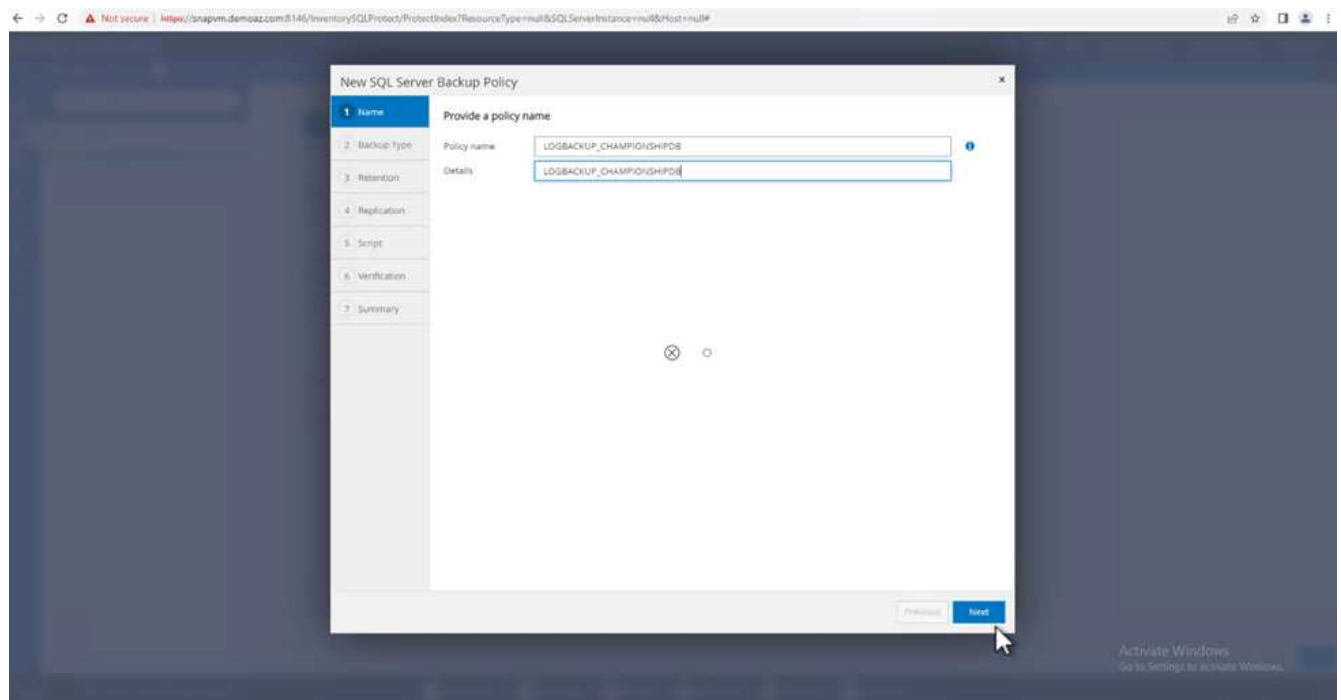 Not secure | https://snapvm.demoaz.com:8146/InventorySQLProtect/ProtectIndex?ResourceType=null&SQLServerInstance=null&Host=null#
New SQL Server Backup Policy
×
1 Name
2 Backup Type
3 Retention
4 Replication
5 Script
6 Verification
7 Summary
Provide a policy name
Policy name
LOGBACKUP_CHAMPIONSHIPDB
Details
LOGBACKUP_CHAMPIONSHIPDB
Previous
Next
Activate Windows
Go to Settings to activate Windows.